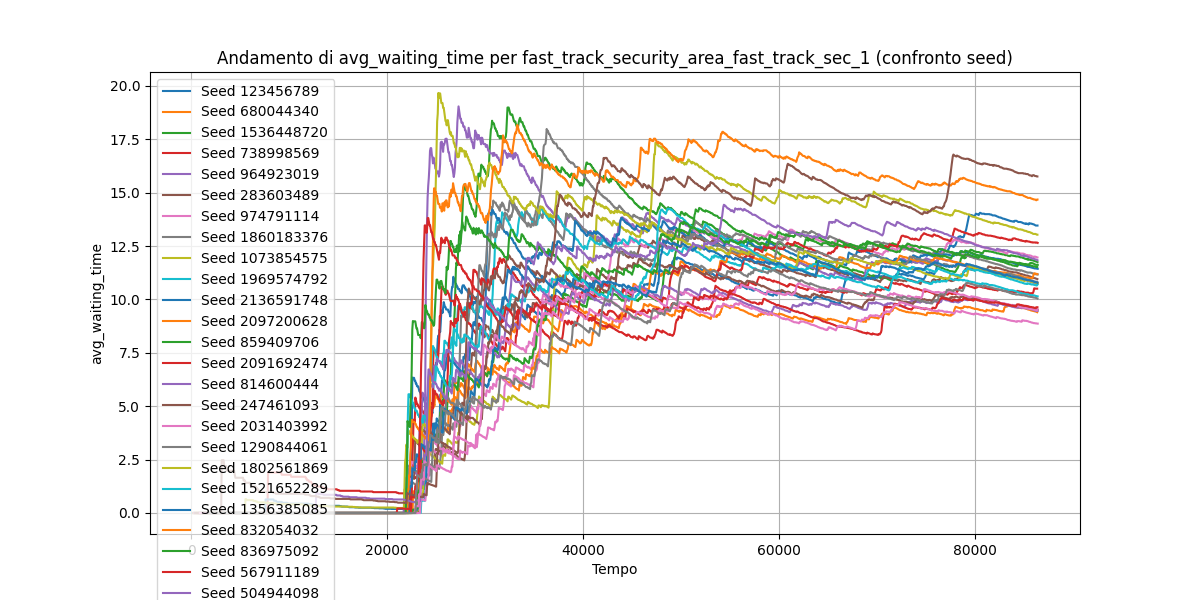 Andamento di avg_waiting_time per fast_track_security_area_fast_track_sec_1 (confronto seed)
avg_waiting_time
20.0
17.5
15.0
12.5
10.0
7.5
5.0
2.5
0.0
Seed 123456789
Seed 680044340
Seed 1536448720
Seed 738998569
Seed 964923019
Seed 283603489
Seed 974791114
Seed 1860183376
Seed 1073854575
Seed 1969574792
Seed 2136591748
Seed 2097200628
Seed 859409706
Seed 2091692474
Seed 814600444
Seed 247461093
Seed 2031403992
Seed 1290844061
Seed 1802561869
Seed 1521652289
Seed 1356385085
Seed 832054032
Seed 836975092
Seed 567911189
Seed 504944098
0 20000 40000 60000 80000
Tempo